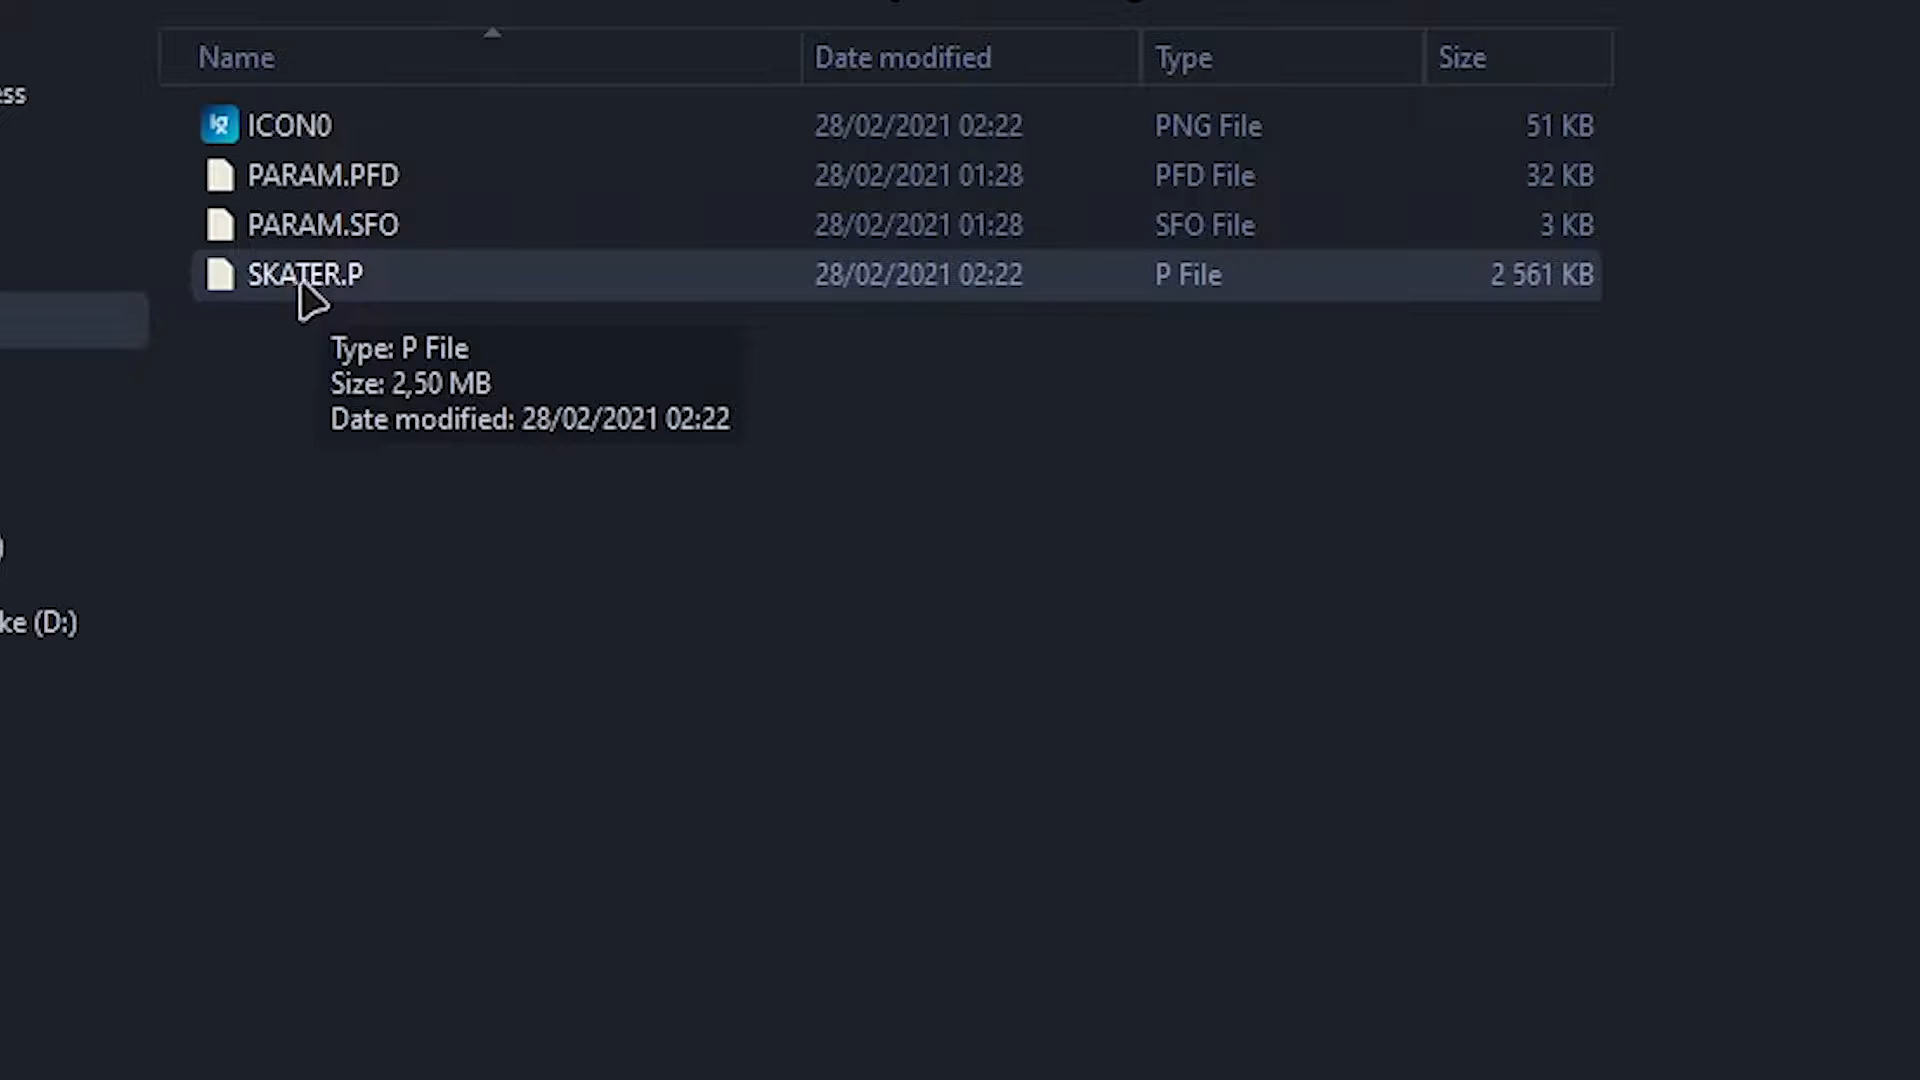 Name Date modified Type Size
ess
ICON0 28/02/2021 02:22 PNG File 51 KB
PARAM.PFD 28/02/2021 01:28 PFD File 32 KB
PARAM.SFO 28/02/2021 01:28 SFO File 3 KB
SKATER.P 28/02/2021 02:22 P File 2 561 KB
Type: P File
Size: 2,50 MB
Date modified: 28/02/2021 02:22
)
ke (D:)